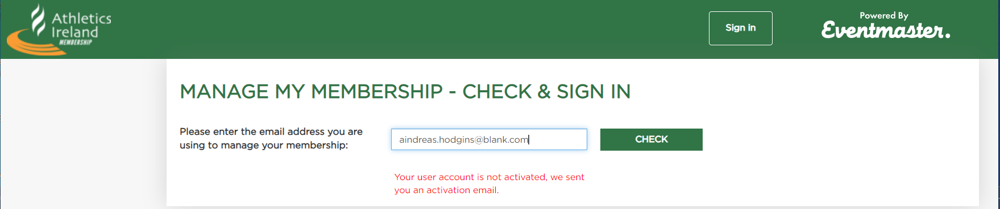 Athletics
Ireland
MEMBERSHIP
Sign in
Powered By
Eventmaster.
MANAGE MY MEMBERSHIP - CHECK & SIGN IN
Please enter the email address you are
using to manage your membership:
aindreas.hodgins@blank.com
CHECK
Your user account is not activated, we sent
you an activation email.